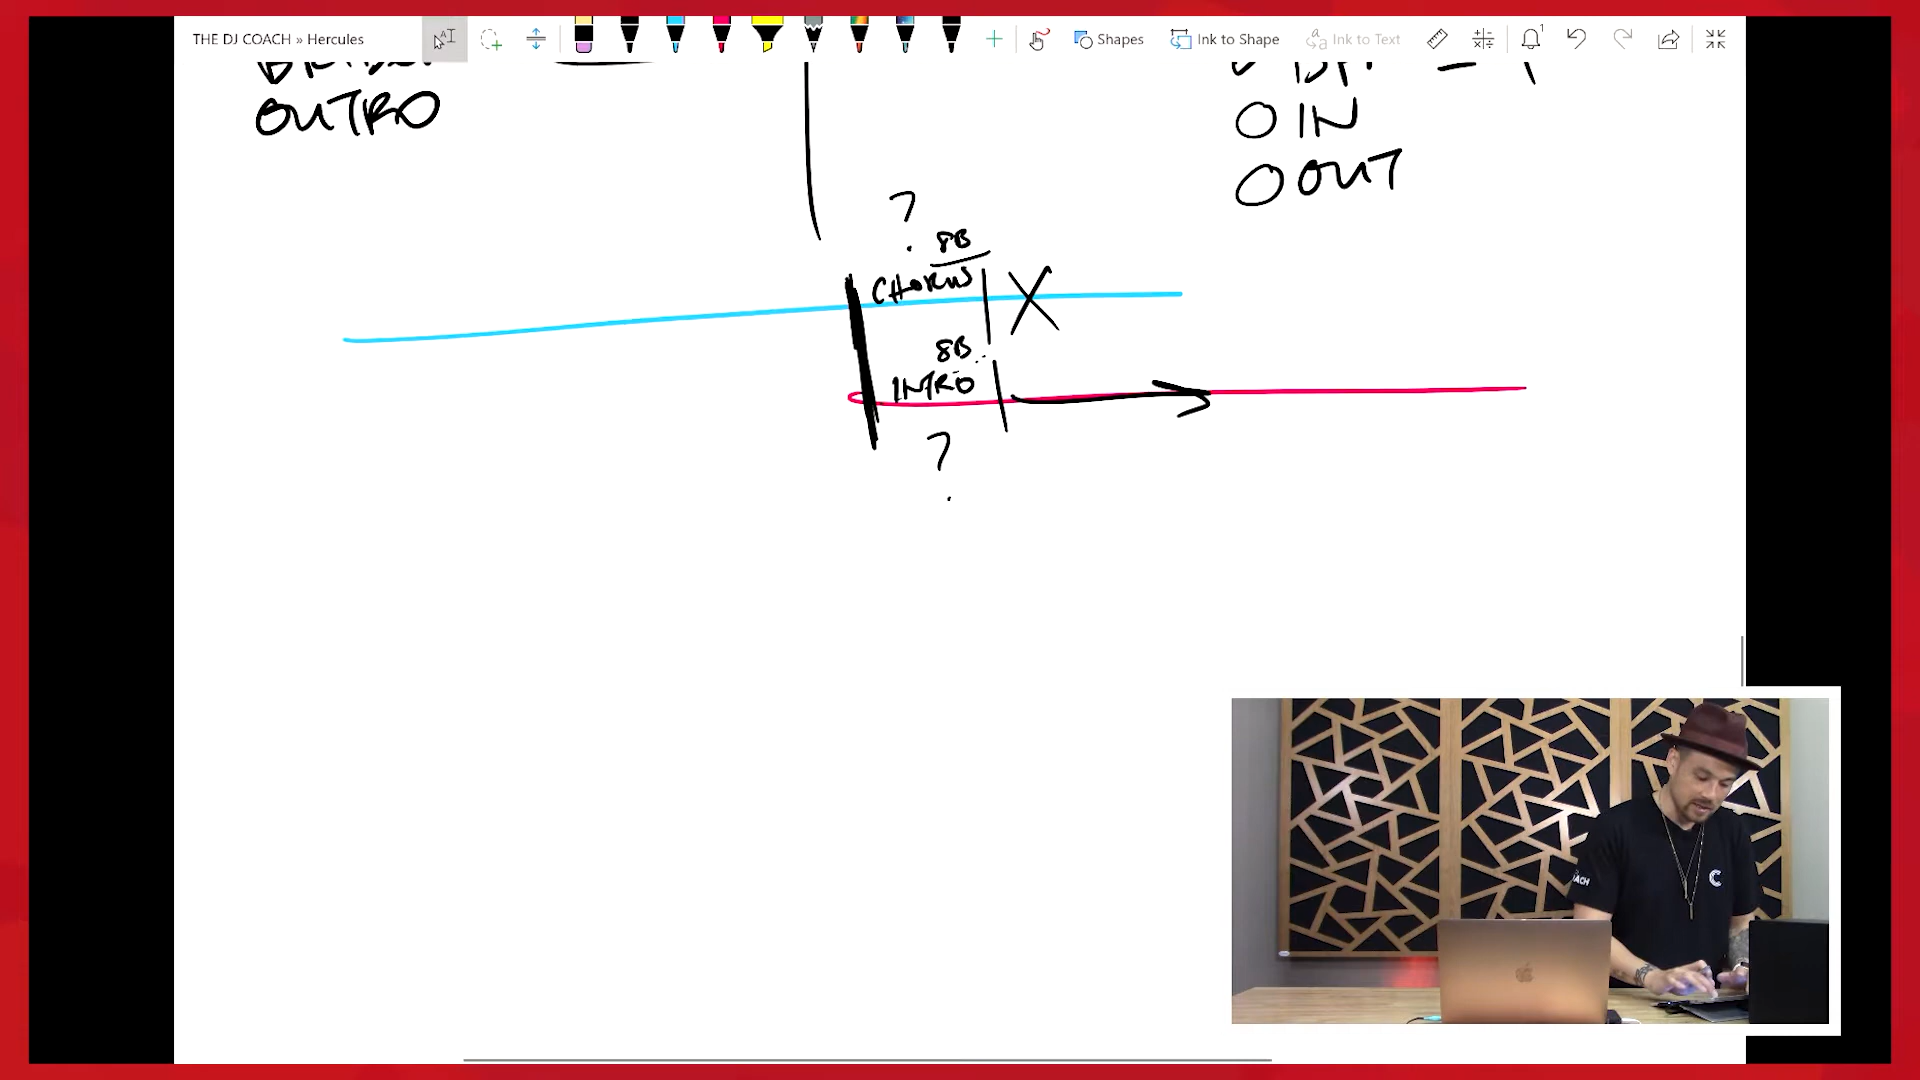 THE DJ COACH » Hercules
Shapes
Ink to Shape
Ink to Text
OUTRO
O IN
O OUT
?
8B
CHORUS
X
8B
INTRO
?
C